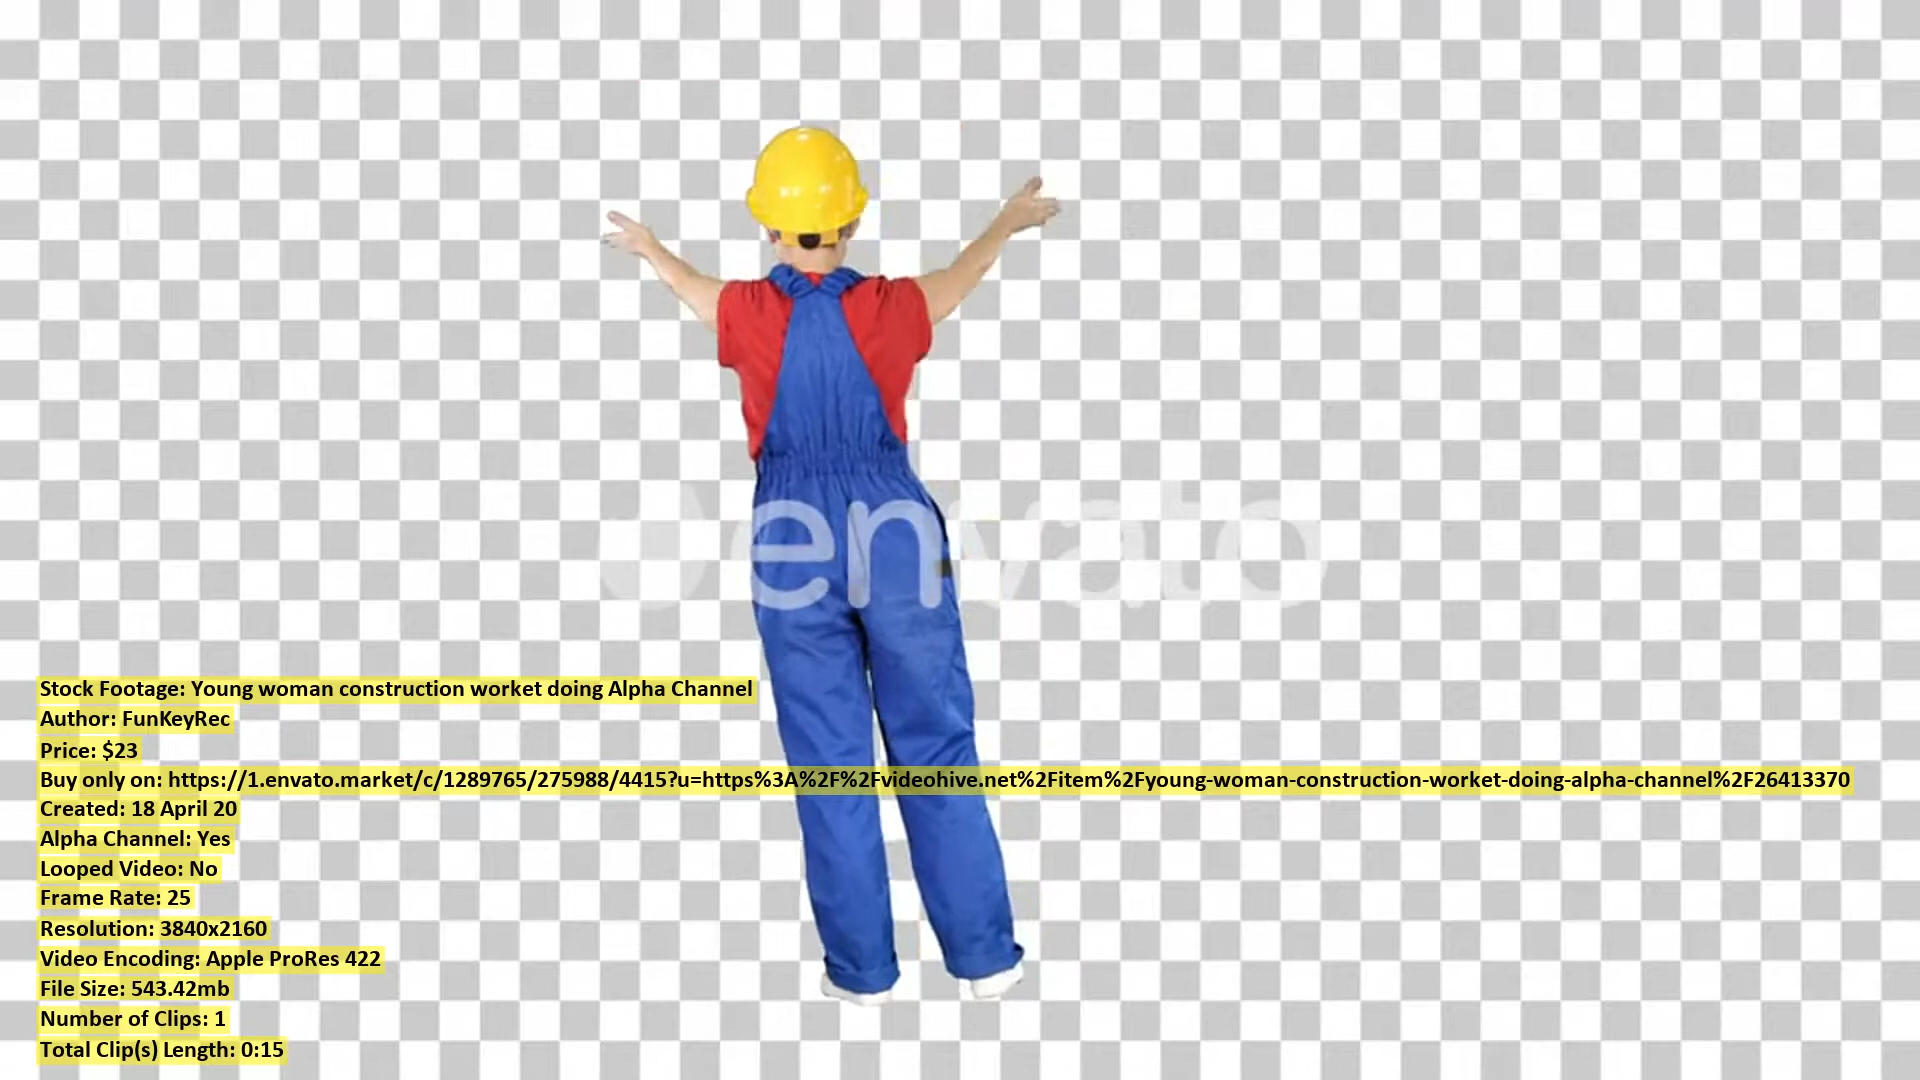 envato
Stock Footage: Young woman construction worket doing Alpha Channel
Author: FunKeyRec
Price: $23
Buy only on: https://1.envato.market/c/1289765/275988/4415?u=https%3A%2F%2Fvideohive.net%2Fitem%2Fyoung-woman-construction-worket-doing-alpha-channel%2F26413370
Created: 18 April 20
Alpha Channel: Yes
Looped Video: No
Frame Rate: 25
Resolution: 3840x2160
Video Encoding: Apple ProRes 422
File Size: 543.42mb
Number of Clips: 1
Total Clip(s) Length: 0:15